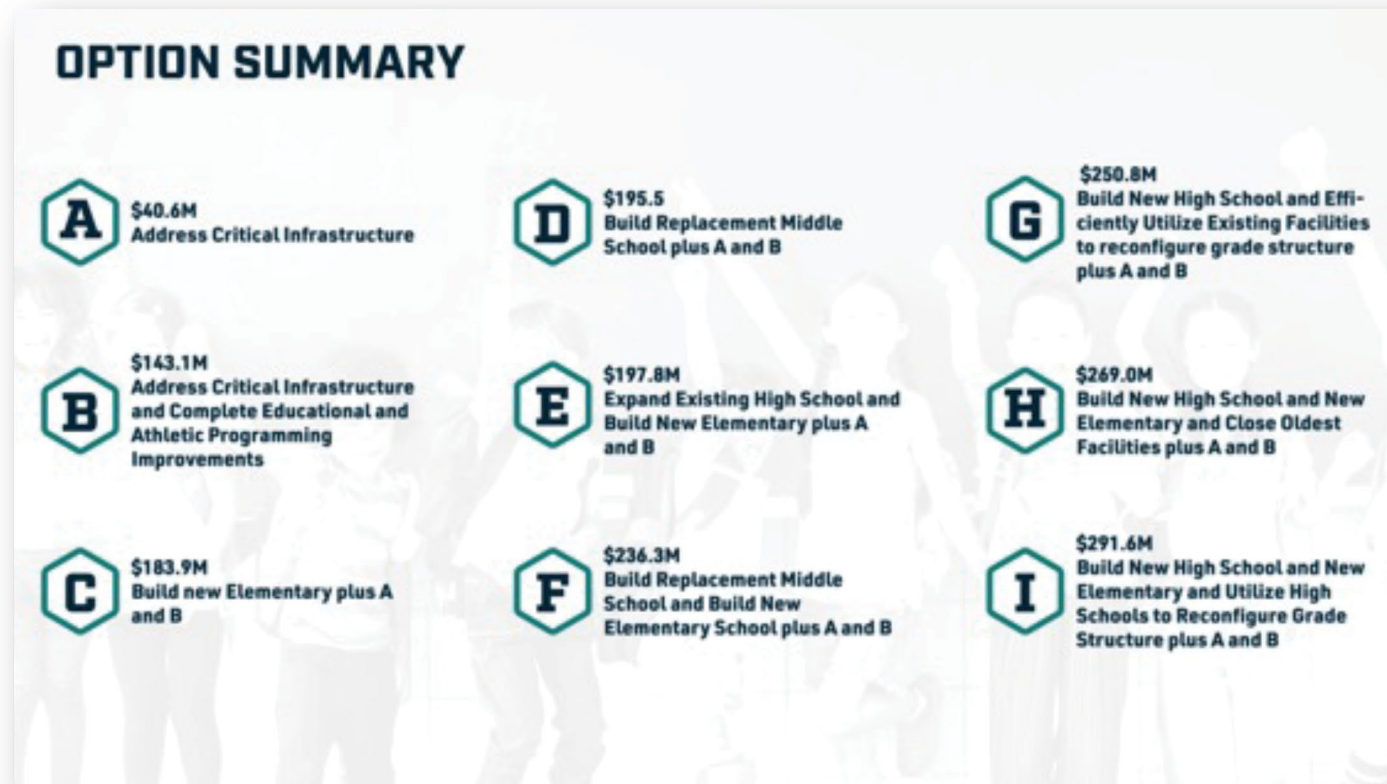 OPTION SUMMARY
A
$40.6M
Address Critical Infrastructure
B
$143.1M
Address Critical Infrastructure
and Complete Educational and
Athletic Programming
Improvements
C
$183.9M
Build new Elementary plus A
and B
D
$195.5
Build Replacement Middle
School plus A and B
E
$197.8M
Expand Existing High School and
Build New Elementary plus A
and B
F
$236.3M
Build Replacement Middle
School and Build New
Elementary School plus A and B
G
$250.8M
Build New High School and Effi-
ciently Utilize Existing Facilities
to reconfigure grade structure
plus A and B
H
$269.0M
Build New High School and New
Elementary and Close Oldest
Facilities plus A and B
I
$291.6M
Build New High School and New
Elementary and Utilize High
Schools to Reconfigure Grade
Structure plus A and B